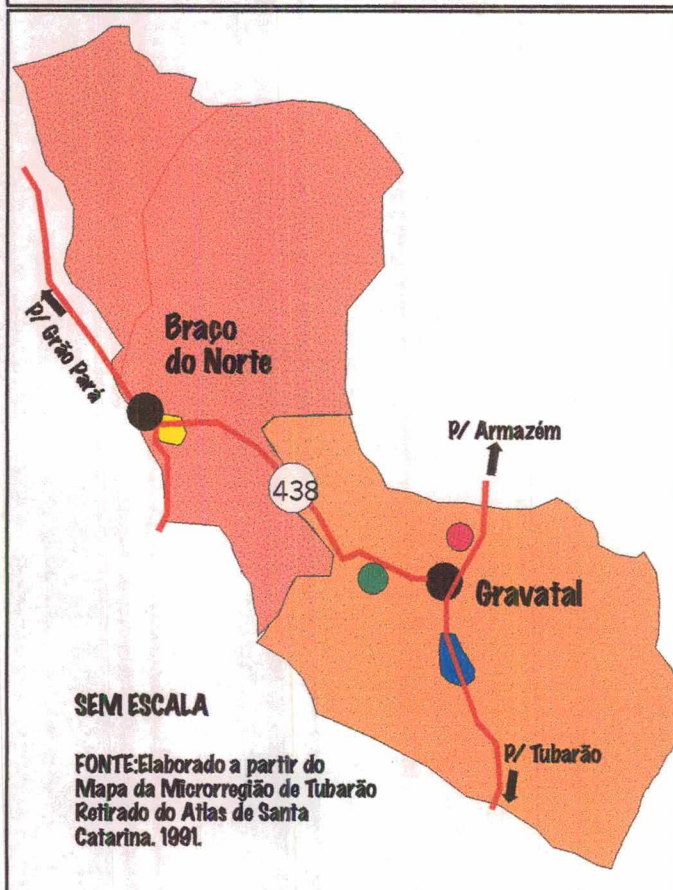 P/ Grão Pará
Braço
do Norte
438
P/ Armazém
Gravatal
P/ Tubarão
SEM ESCALA
FONTE:Elaborado a partir do
Mapa da Microrregião de Tubarão
Retirado do Atlas de Santa
Catarina. 1991.